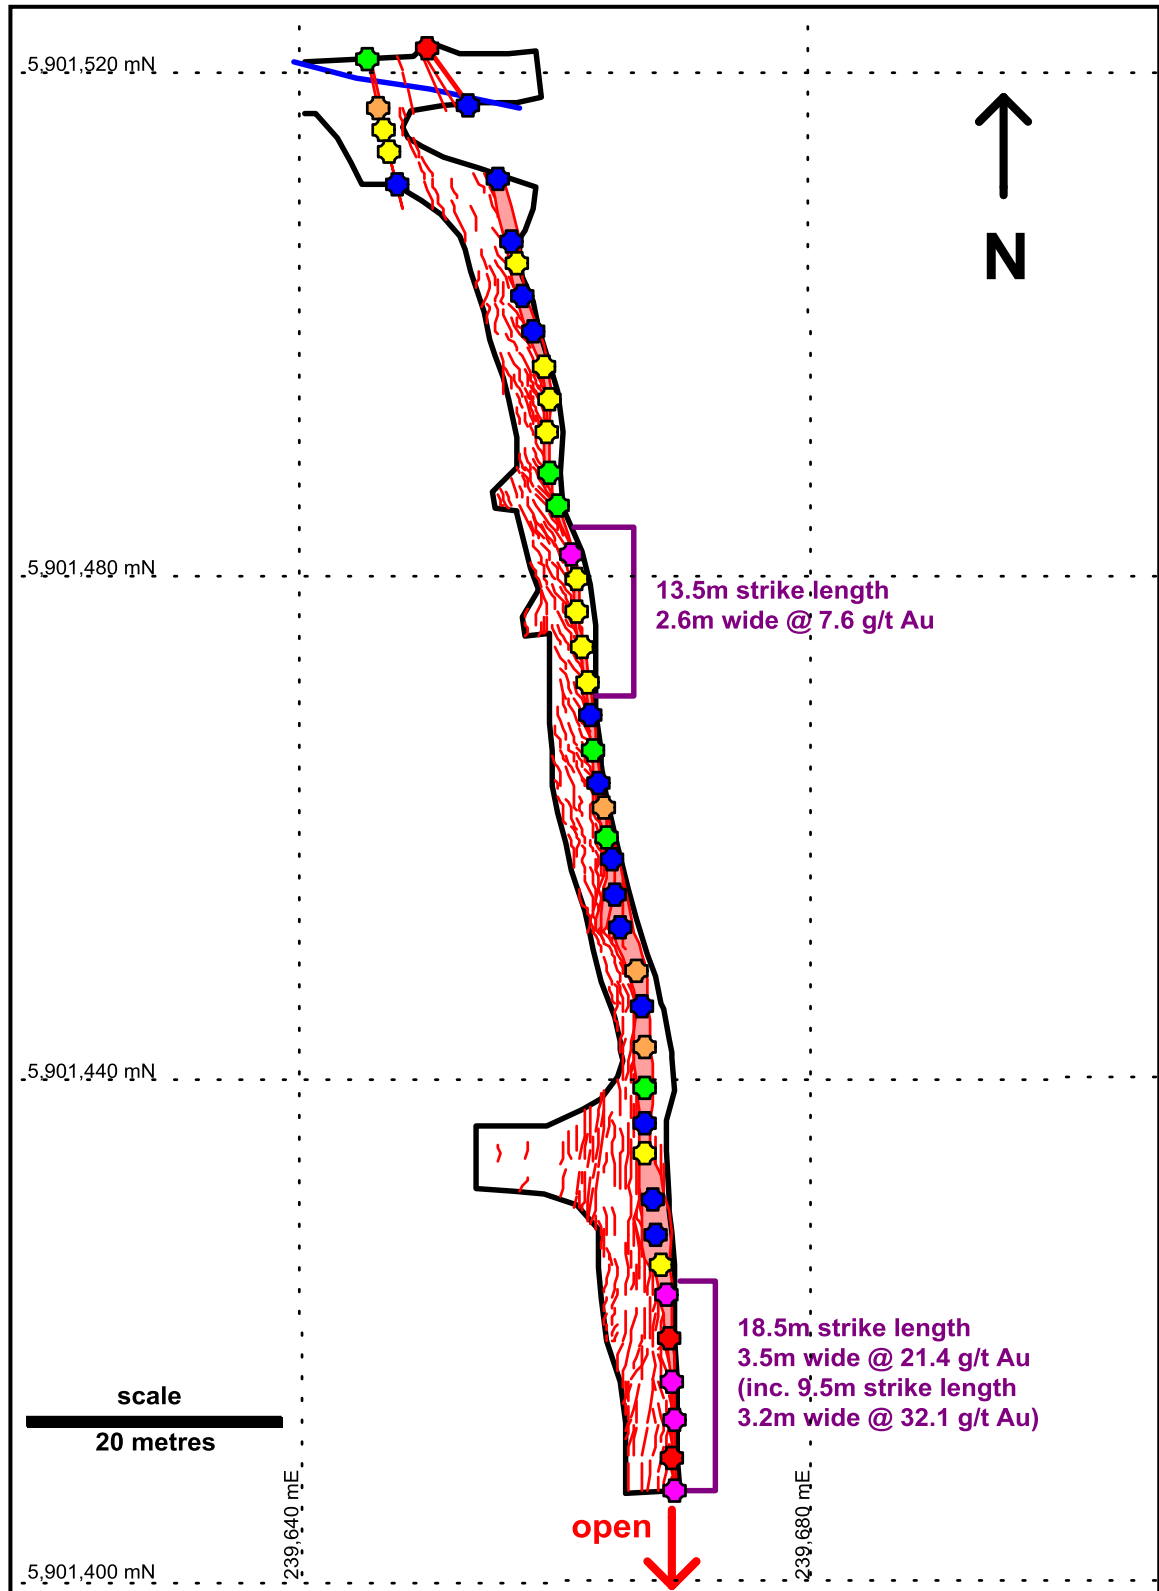 5,901,520 mN
N
5,901,480 mN
13.5m strike length
2.6m wide @ 7.6 g/t Au
5,901,440 mN
18.5m strike length
3.5m wide @ 21.4 g/t Au
(inc. 9.5m strike length
3.2m wide @ 32.1 g/t Au)
scale
20 metres
239,640 mE
239,680 mE
open
5,901,400 mN